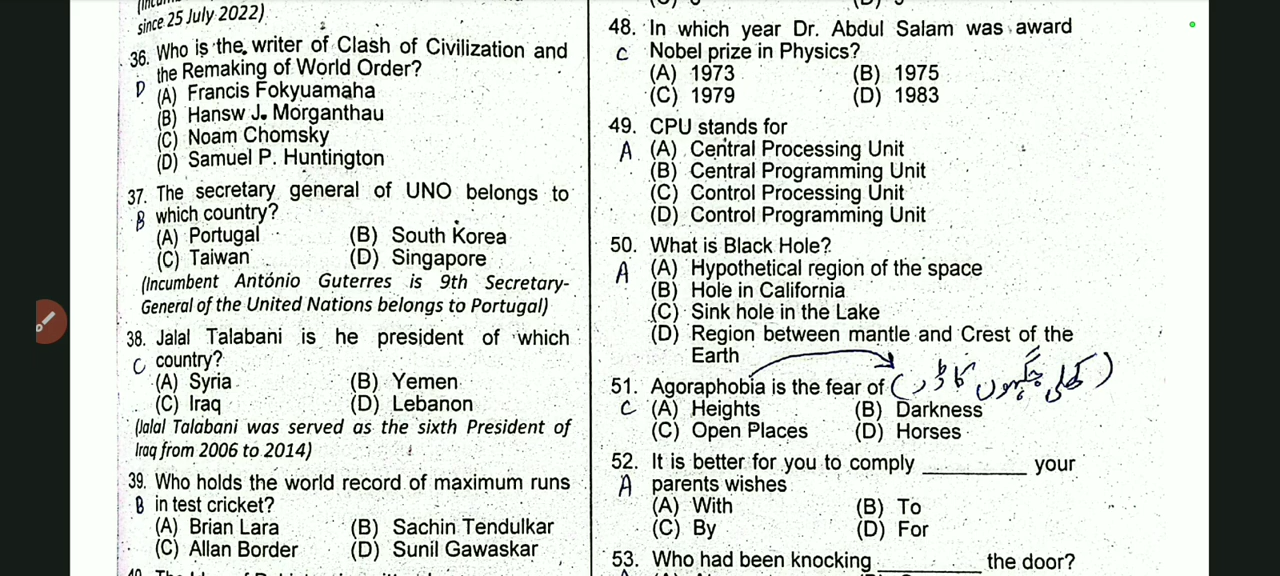 since 25 July 2022)
36. Who is the writer of Clash of Civilization and
the Remaking of World Order?
D
(A) Francis Fokyuamaha
(B) Hansw J. Morganthau
(C) Noam Chomsky
(D) Samuel P. Huntington
37. The secretary general of UNO belongs to
B which country?
(A) Portugal (B) South Korea
(C) Taiwan (D) Singapore
(Incumbent António Guterres is 9th Secretary-
General of the United Nations belongs to Portugal)
38. Jalal Talabani is he president of which
C country?
(A) Syria (B) Yemen
(C) Iraq (D) Lebanon
(Jalal Talabani was served as the sixth President of
Iraq from 2006 to 2014)
39. Who holds the world record of maximum runs
B in test cricket?
(A) Brian Lara (B) Sachin Tendulkar
(C) Allan Border (D) Sunil Gawaskar
48. In which year Dr. Abdul Salam was award
C Nobel prize in Physics?
(A) 1973 (B) 1975
(C) 1979 (D) 1983
49. CPU stands for
A (A) Central Processing Unit
(B) Central Programming Unit
(C) Control Processing Unit
(D) Control Programming Unit
50. What is Black Hole?
A (A) Hypothetical region of the space
(B) Hole in California
(C) Sink hole in the Lake
(D) Region between mantle and Crest of the
Earth
51. Agoraphobia is the fear of (کھلی جگہوں کا ڈر)
C (A) Heights (B) Darkness
(C) Open Places (D) Horses
52. It is better for you to comply ________ your
A parents wishes
(A) With (B) To
(C) By (D) For
53. Who had been knocking ________ the door?